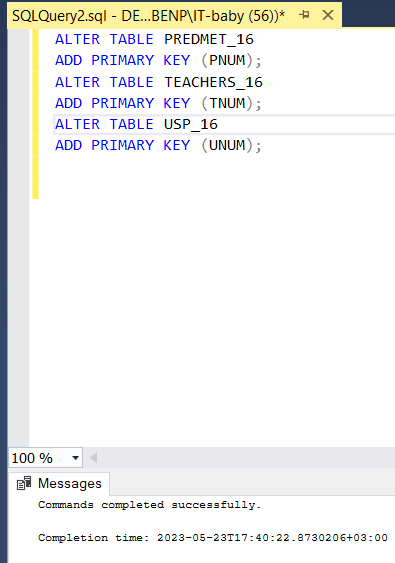 SQLQuery2.sql - DE...BENP\IT-baby (56))*
ALTER TABLE PREDMET_16
ADD PRIMARY KEY (PNUM);
ALTER TABLE TEACHERS_16
ADD PRIMARY KEY (TNUM);
ALTER TABLE USP_16
ADD PRIMARY KEY (UNUM);
100 %
Messages
Commands completed successfully.
Completion time: 2023-05-23T17:40:22.8730206+03:00